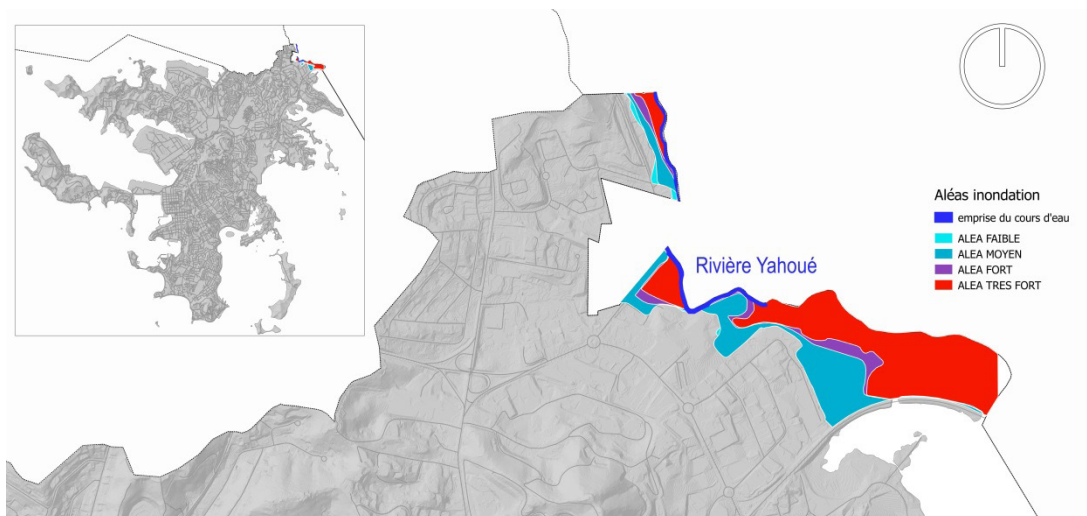 Aléas inondation
emprise du cours d'eau
ALEA FAIBLE
ALEA MOYEN
ALEA FORT
ALEA TRES FORT
Rivière Yahoué